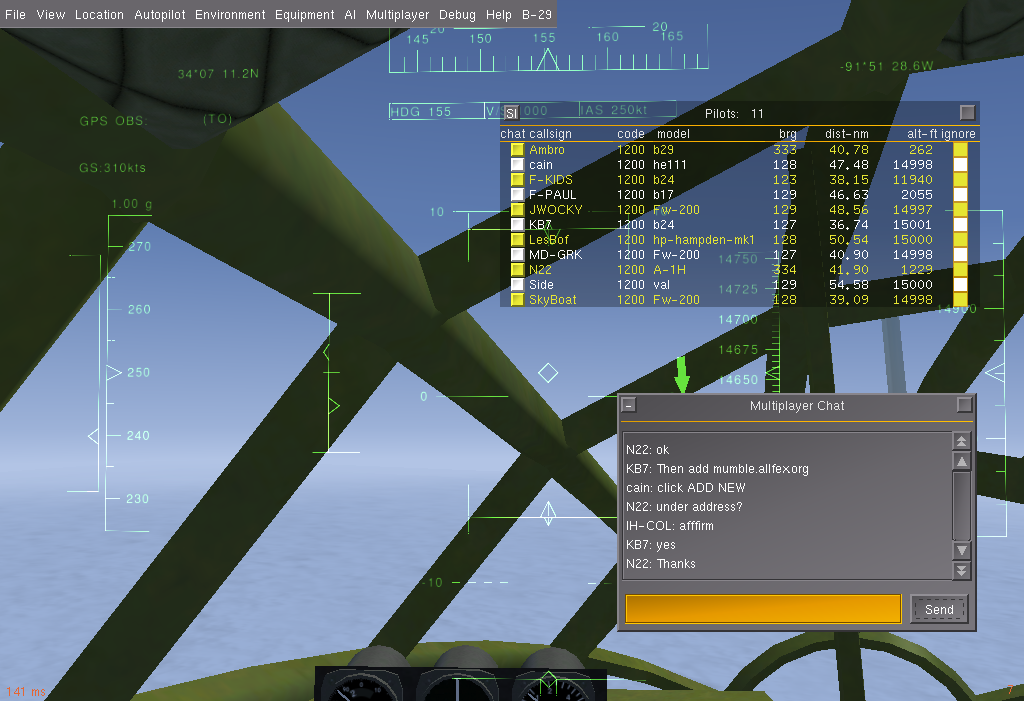 File View Location Autopilot Environment Equipment AI Multiplayer Debug Help B-29
20 20
145 150 155 160 165
34°07 11.2N
-91°51 28.6W
HDG 155 IAS 250kt
GPS OBS: (TO)
GS:310kts
1.00 g
SI Pilots: 11
chat callsign code model brg dist-nm alt-ft ignore
Ambro 1200 b29 333 40.78 262
cain 1200 he111 128 47.48 14998
F-KIDS 1200 b24 123 38.15 11940
F-PAUL 1200 b17 129 46.63 2055
JWOCKY 1200 Fw-200 129 48.56 14997
KB7 1200 b24 127 36.74 15001
LesBof 1200 hp-hampden-mk1 128 50.54 15000
MD-GRK 1200 Fw-200 127 40.90 14998
N22 1200 A-1H 334 41.90 1229
Side 1200 val 129 54.58 15000
SkyBoat 1200 Fw-200 128 39.09 14998
10
270
260
250
240
230
0
-10
14750
14725
14700
14675
14650
14900
Multiplayer Chat
N22: ok
KB7: Then add mumble.allfex.org
cain: click ADD NEW
N22: under address?
IH-COL: afffirm
KB7: yes
N22: Thanks
Send
141 ms